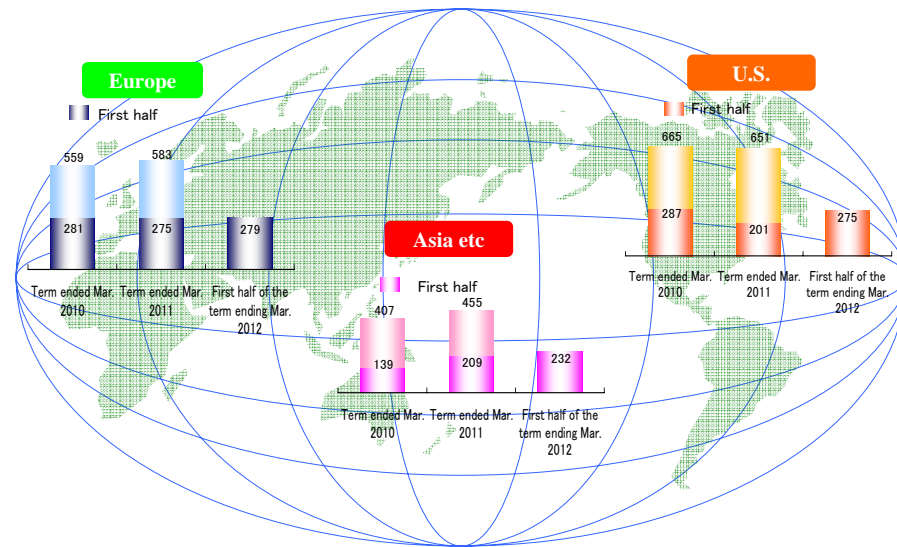 Europe
First half
559
583
281
275
279
Term ended Mar.
2010
Term ended Mar.
2011
First half of the
term ending Mar.
2012
U.S.
First half
665
651
287
201
275
Term ended Mar.
2010
Term ended Mar.
2011
First half of the
term ending Mar.
2012
Asia etc
First half
407
455
139
209
232
Term ended Mar.
2010
Term ended Mar.
2011
First half of the
term ending Mar.
2012